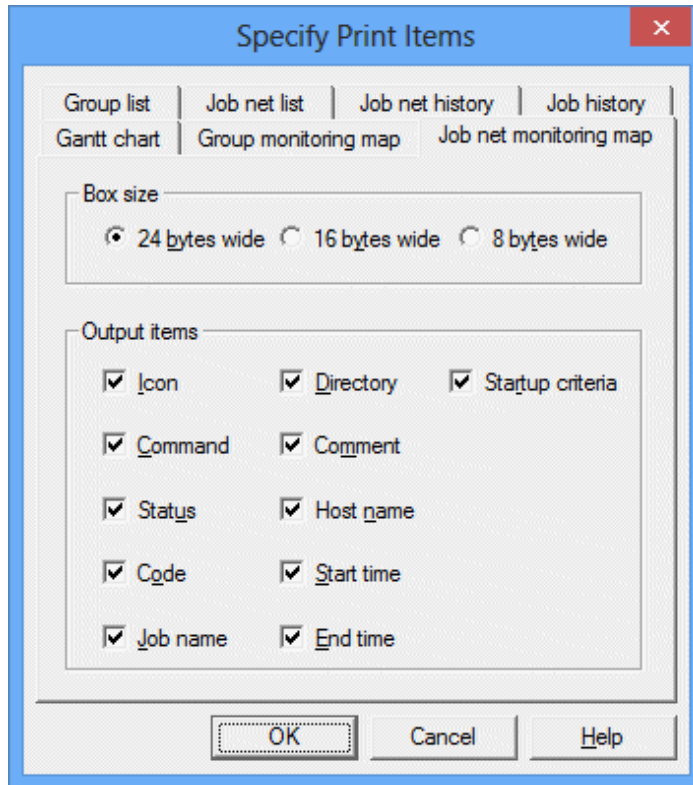 Specify Print Items
Group list Job net list Job net history Job history
Gantt chart Group monitoring map Job net monitoring map
Box size
24 bytes wide 16 bytes wide 8 bytes wide
Output items
Icon Directory Startup criteria
Command Comment
Status Host name
Code Start time
Job name End time
OK Cancel Help